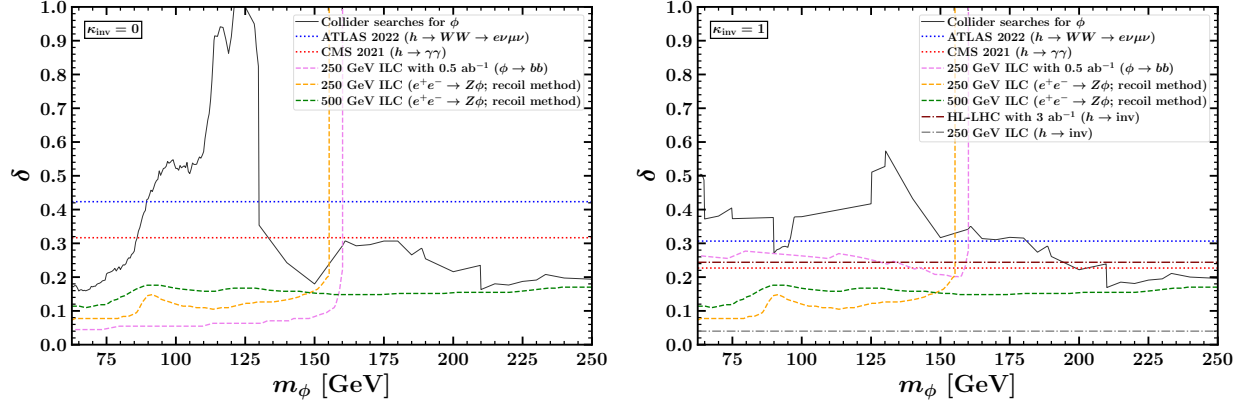 κinv = 0
Collider searches for ϕ
ATLAS 2022 (h → WW → eνμν)
CMS 2021 (h → γγ)
250 GeV ILC with 0.5 ab⁻¹ (ϕ → bb)
250 GeV ILC (e⁺e⁻ → Zϕ; recoil method)
500 GeV ILC (e⁺e⁻ → Zϕ; recoil method)
1.0
0.9
0.8
0.7
0.6
0.5
0.4
0.3
0.2
0.1
0.0
δ
75 100 125 150 175 200 225 250
mϕ [GeV]
κinv = 1
Collider searches for ϕ
ATLAS 2022 (h → WW → eνμν)
CMS 2021 (h → γγ)
250 GeV ILC with 0.5 ab⁻¹ (ϕ → bb)
250 GeV ILC (e⁺e⁻ → Zϕ; recoil method)
500 GeV ILC (e⁺e⁻ → Zϕ; recoil method)
HL-LHC with 3 ab⁻¹ (h → inv)
250 GeV ILC (h → inv)
1.0
0.9
0.8
0.7
0.6
0.5
0.4
0.3
0.2
0.1
0.0
δ
75 100 125 150 175 200 225 250
mϕ [GeV]